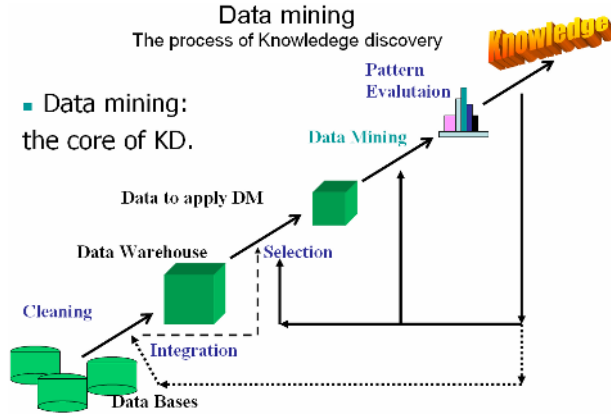 Data mining
The process of Knowledege discovery
Knowledge
Pattern
Evalutaion
▪ Data mining:
the core of KD.
Data Mining
Data to apply DM
Data Warehouse
Selection
Cleaning
Integration
Data Bases